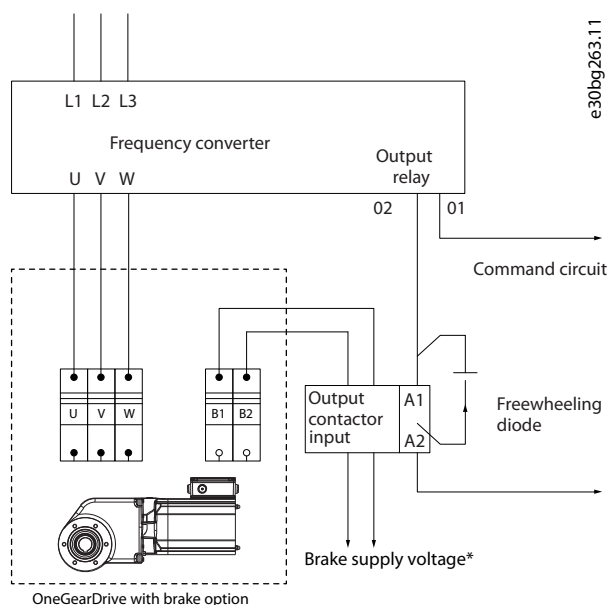 e30bg263.11
L1 L2 L3
Frequency converter
Output
relay
U V W
02 01
Command circuit
U V W
B1 B2
Output
contactor
input
A1
A2
Freewheeling
diode
Brake supply voltage*
OneGearDrive with brake option